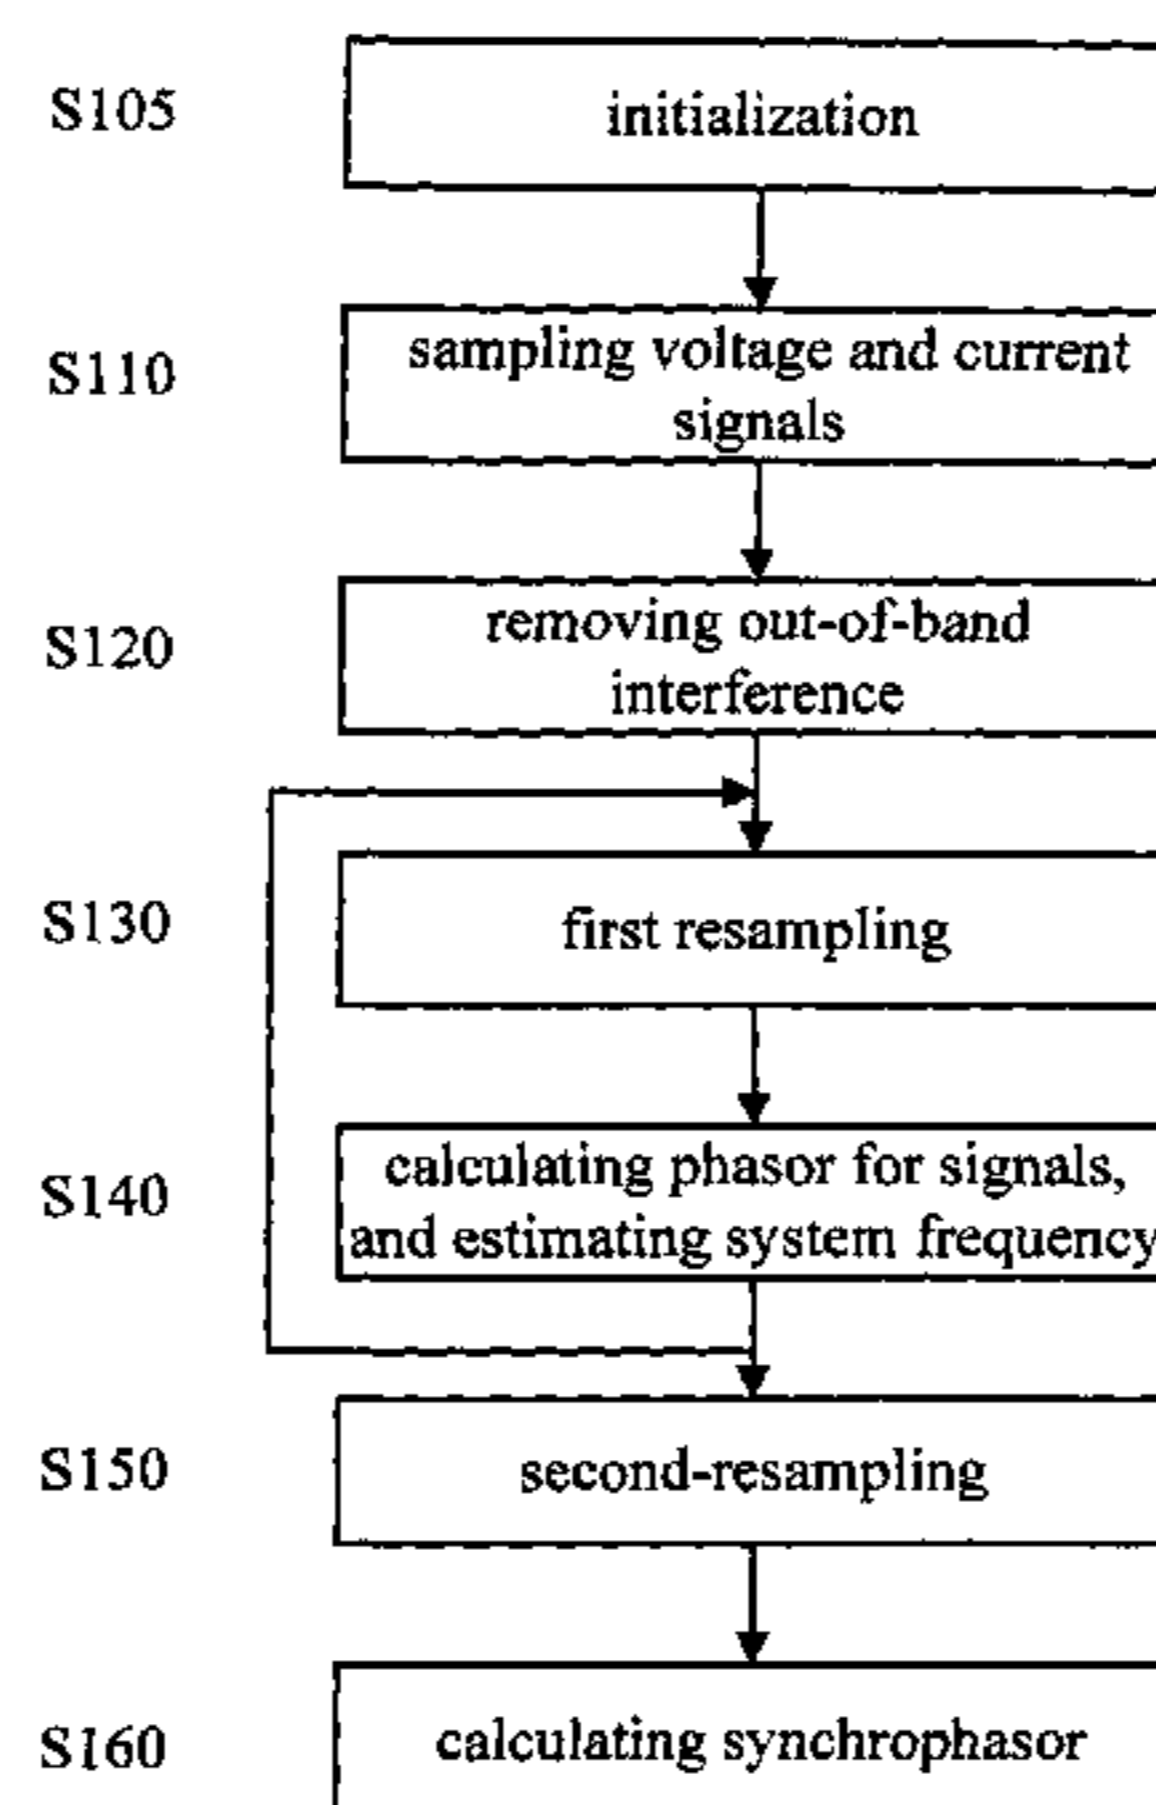 S105
initialization
S110
sampling voltage and current
signals
S120
removing out-of-band
interference
S130
first resampling
S140
calculating phasor for signals,
and estimating system frequency
S150
second-resampling
S160
calculating synchrophasor